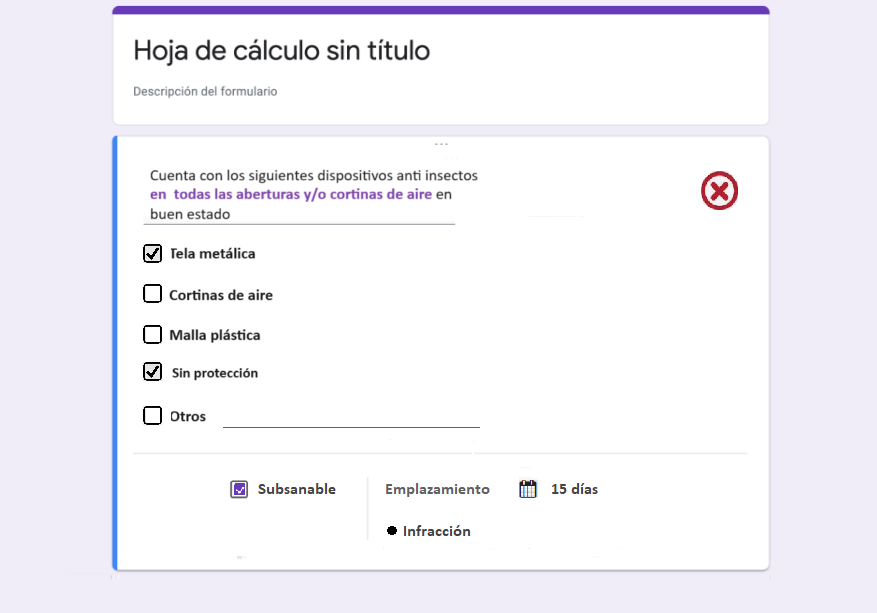 Hoja de cálculo sin título
Descripción del formulario
Cuenta con los siguientes dispositivos anti insectos
en todas las aberturas y/o cortinas de aire en
buen estado
Tela metálica
Cortinas de aire
Malla plástica
Sin protección
Otros
Subsanable
Emplazamiento
15 días
Infracción